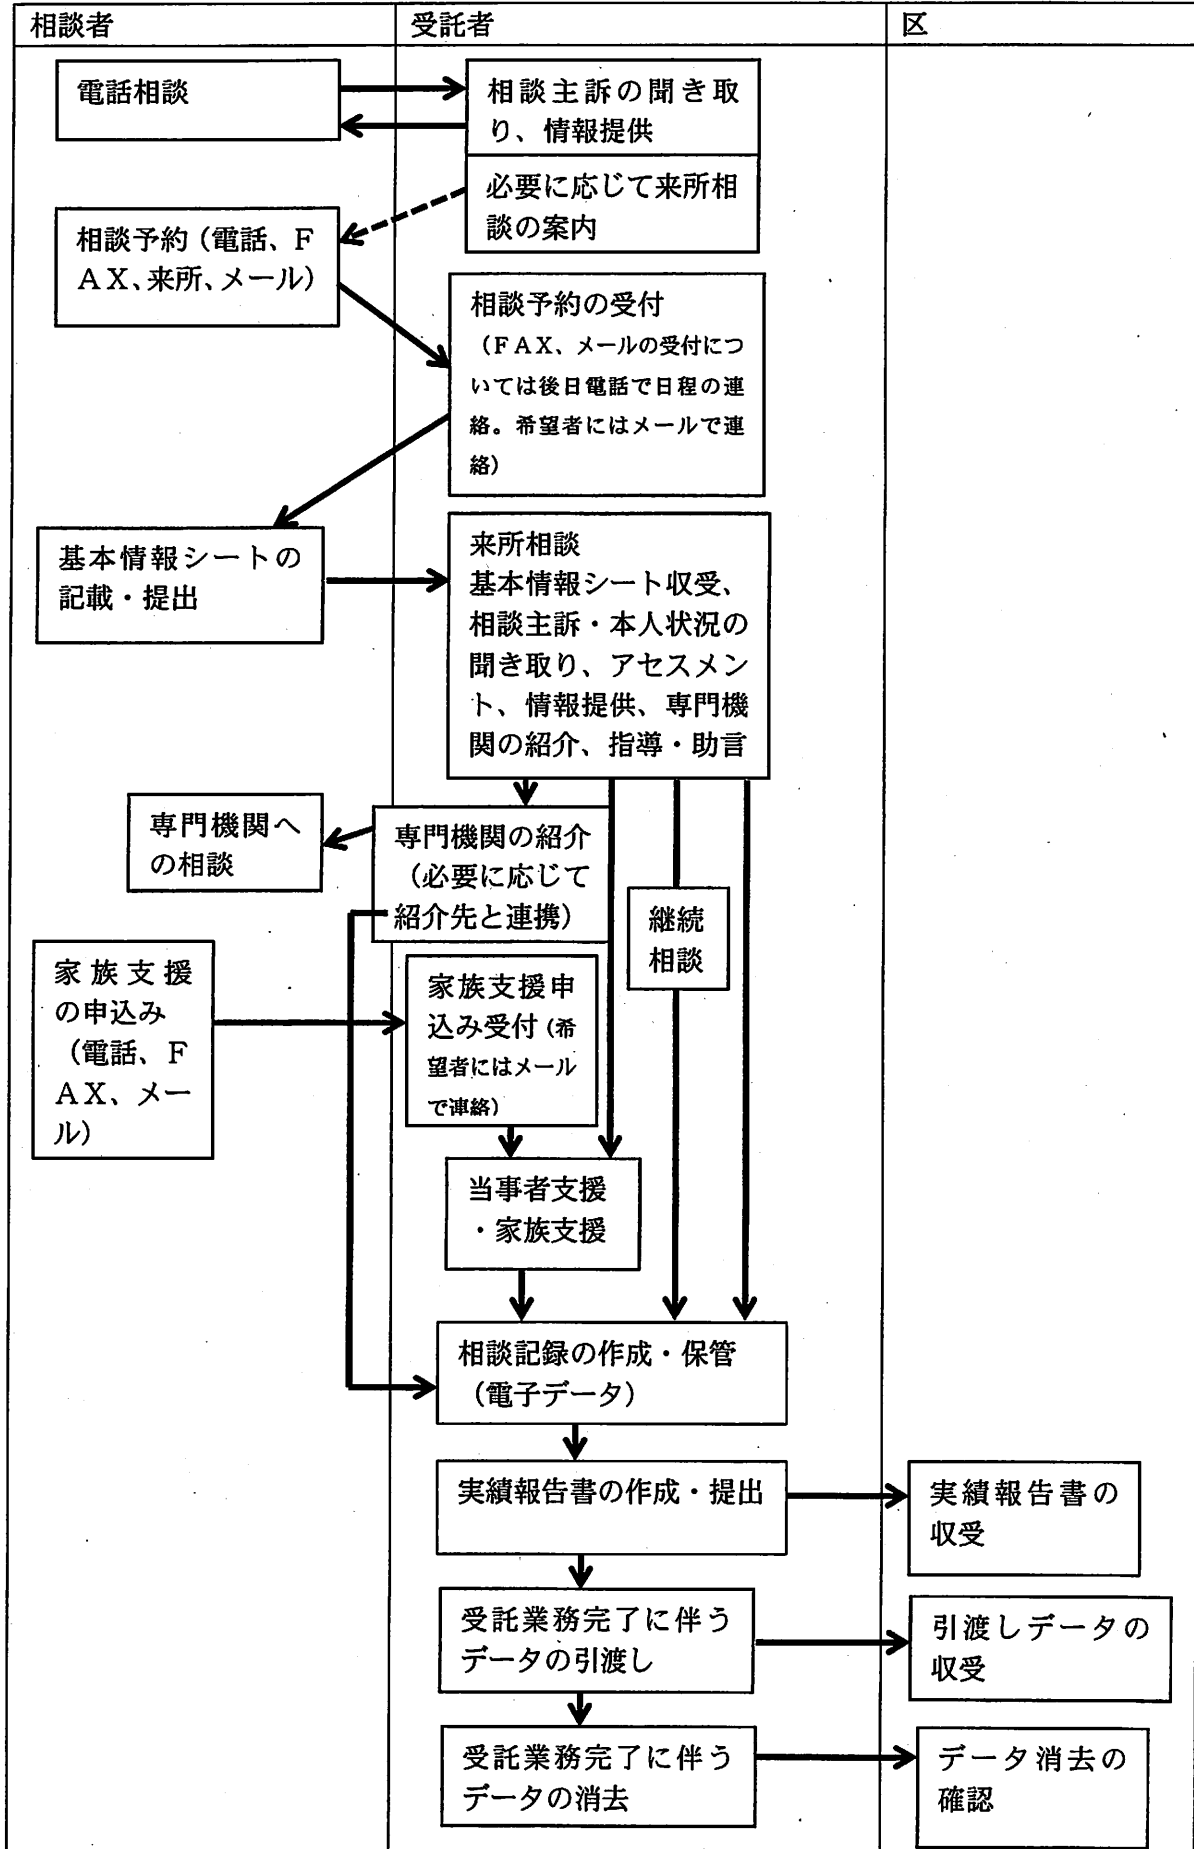 相談者
受託者
区
電話相談
相談主訴の聞き取
り、情報提供
必要に応じて来所相
談の案内
相談予約（電話、Ｆ
ＡＸ、来所、メール）
相談予約の受付
（ＦＡＸ、メールの受付につ
いては後日電話で日程の連
絡。希望者にはメールで連
絡）
基本情報シートの
記載・提出
来所相談
基本情報シート収受、
相談主訴・本人状況の
聞き取り、アセスメン
ト、情報提供、専門機
関の紹介、指導・助言
専門機関へ
の相談
専門機関の紹介
（必要に応じて
紹介先と連携）
継続
相談
家族支援
の申込み
（電話、Ｆ
ＡＸ、メー
ル）
家族支援申
込み受付（希
望者にはメール
で連絡）
当事者支援
・家族支援
相談記録の作成・保管
（電子データ）
実績報告書の作成・提出
実績報告書の
収受
受託業務完了に伴う
データの引渡し
引渡しデータの
収受
受託業務完了に伴う
データの消去
データ消去の
確認